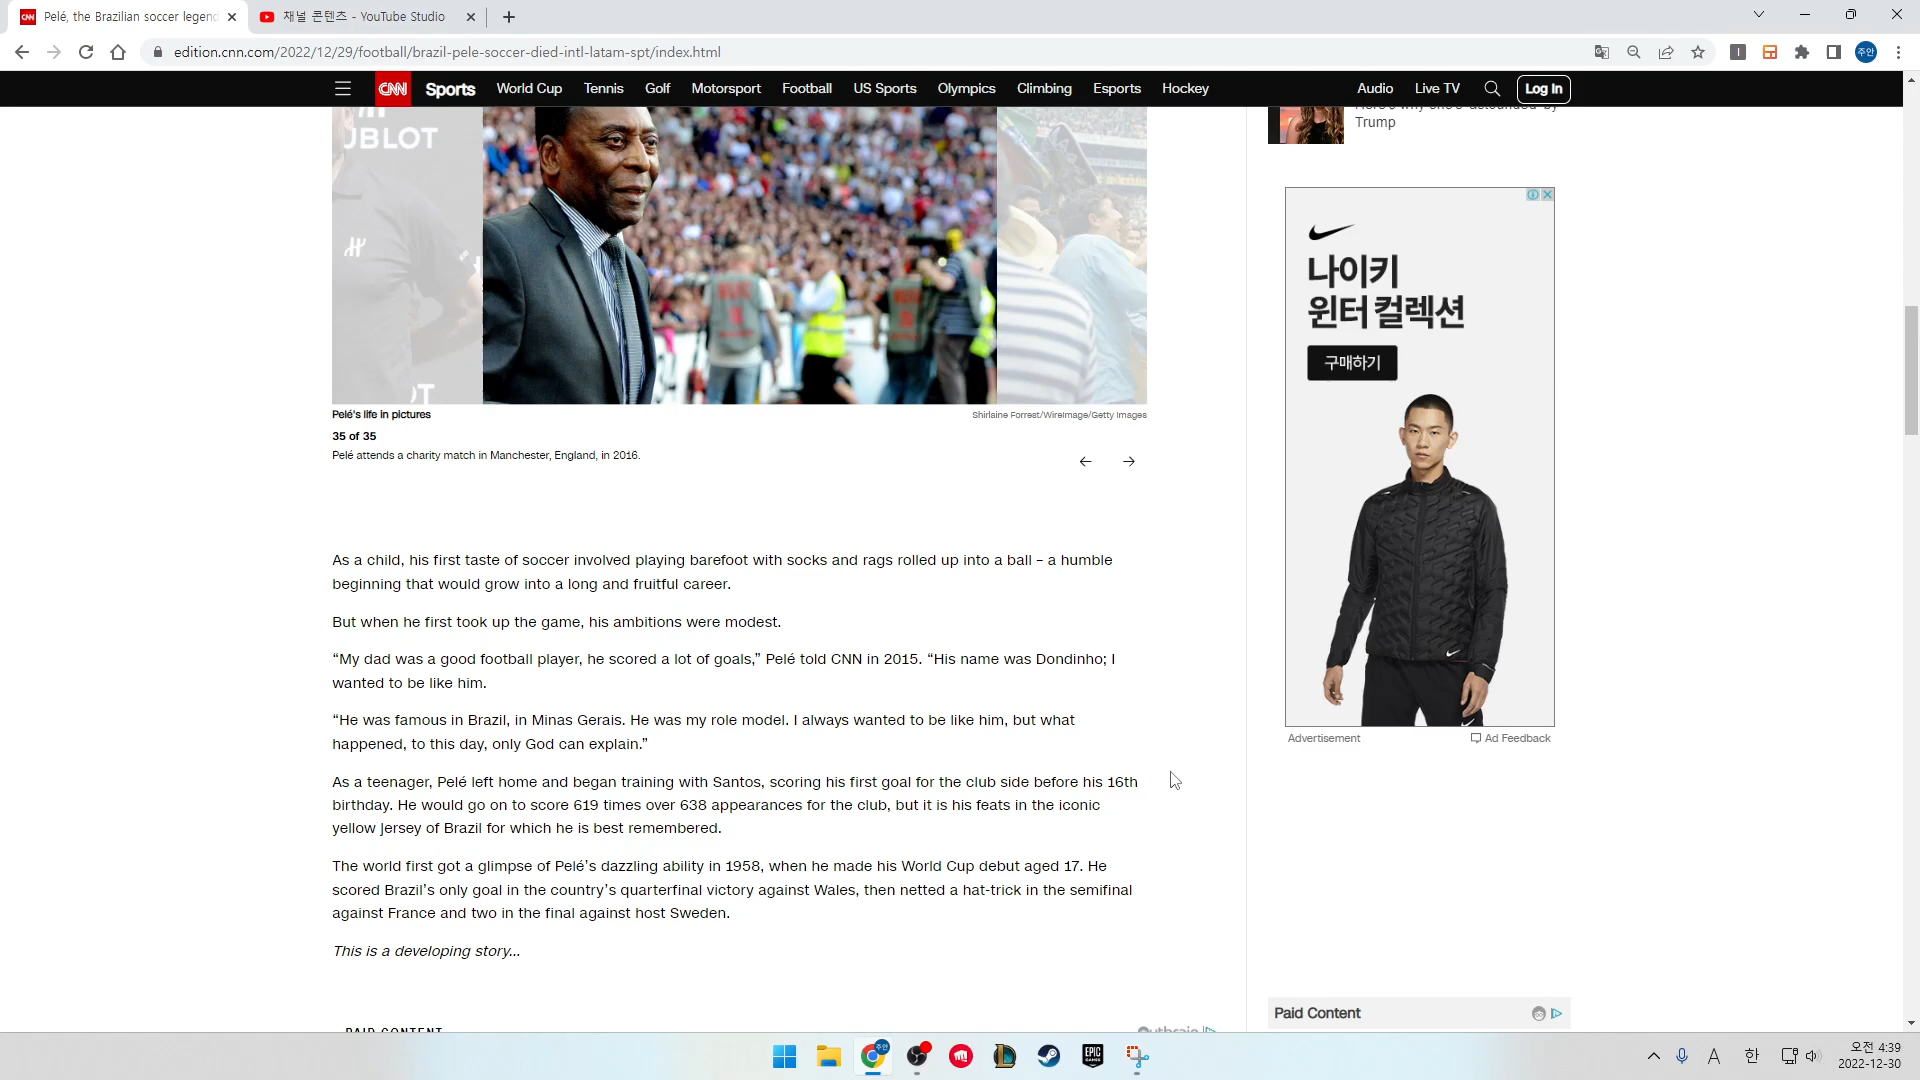 Pelé, the Brazilian soccer legend
채널 콘텐츠 - YouTube Studio
edition.cnn.com/2022/12/29/football/brazil-pele-soccer-died-intl-latam-spt/index.html
주안
CNN Sports World Cup Tennis Golf Motorsport Football US Sports Olympics Climbing Esports Hockey Audio Live TV Log In
Trump
JBLOT
나이키
윈터 컬렉션
구매하기
Pelé's life in pictures
Shirlaine Forrest/WireImage/Getty Images
35 of 35
Pelé attends a charity match in Manchester, England, in 2016.
As a child, his first taste of soccer involved playing barefoot with socks and rags rolled up into a ball – a humble
beginning that would grow into a long and fruitful career.
But when he first took up the game, his ambitions were modest.
“My dad was a good football player, he scored a lot of goals,” Pelé told CNN in 2015. “His name was Dondinho; I
wanted to be like him.
“He was famous in Brazil, in Minas Gerais. He was my role model. I always wanted to be like him, but what
happened, to this day, only God can explain.”
As a teenager, Pelé left home and began training with Santos, scoring his first goal for the club side before his 16th
birthday. He would go on to score 619 times over 638 appearances for the club, but it is his feats in the iconic
yellow jersey of Brazil for which he is best remembered.
The world first got a glimpse of Pelé’s dazzling ability in 1958, when he made his World Cup debut aged 17. He
scored Brazil’s only goal in the country’s quarterfinal victory against Wales, then netted a hat-trick in the semifinal
against France and two in the final against host Sweden.
This is a developing story...
Advertisement
Ad Feedback
Paid Content
PAID CONTENT
주안
EPIC GAMES
A 한
오전 4:39
2022-12-30